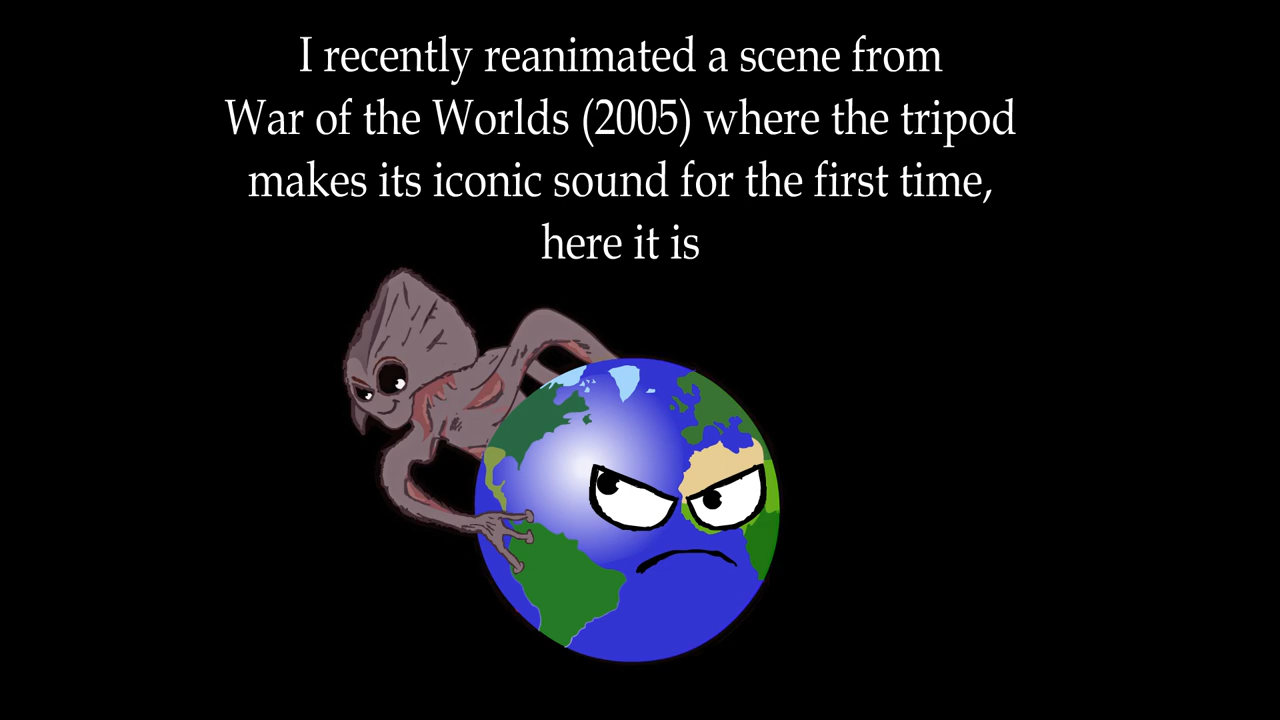 I recently reanimated a scene from
War of the Worlds (2005) where the tripod
makes its iconic sound for the first time,
here it is